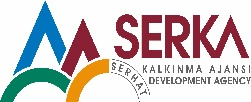 SERKA
SERHAT
KALKINMA AJANSI
DEVELOPMENT AGENCY